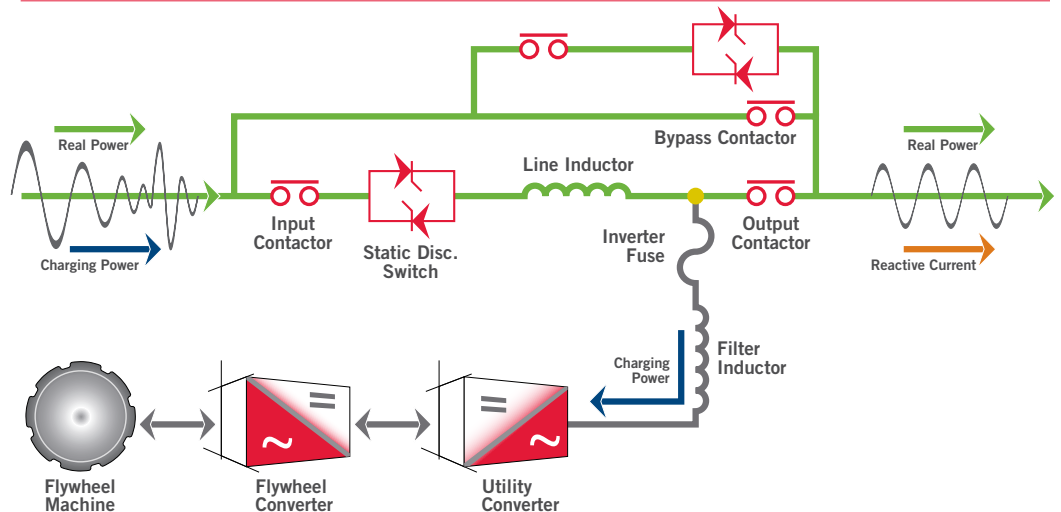 Real Power
Charging Power
Input
Contactor
Static Disc.
Switch
Line Inductor
Bypass Contactor
Output
Contactor
Real Power
Reactive Current
Inverter
Fuse
Filter
Inductor
Charging
Power
Flywheel
Machine
Flywheel
Converter
Utility
Converter